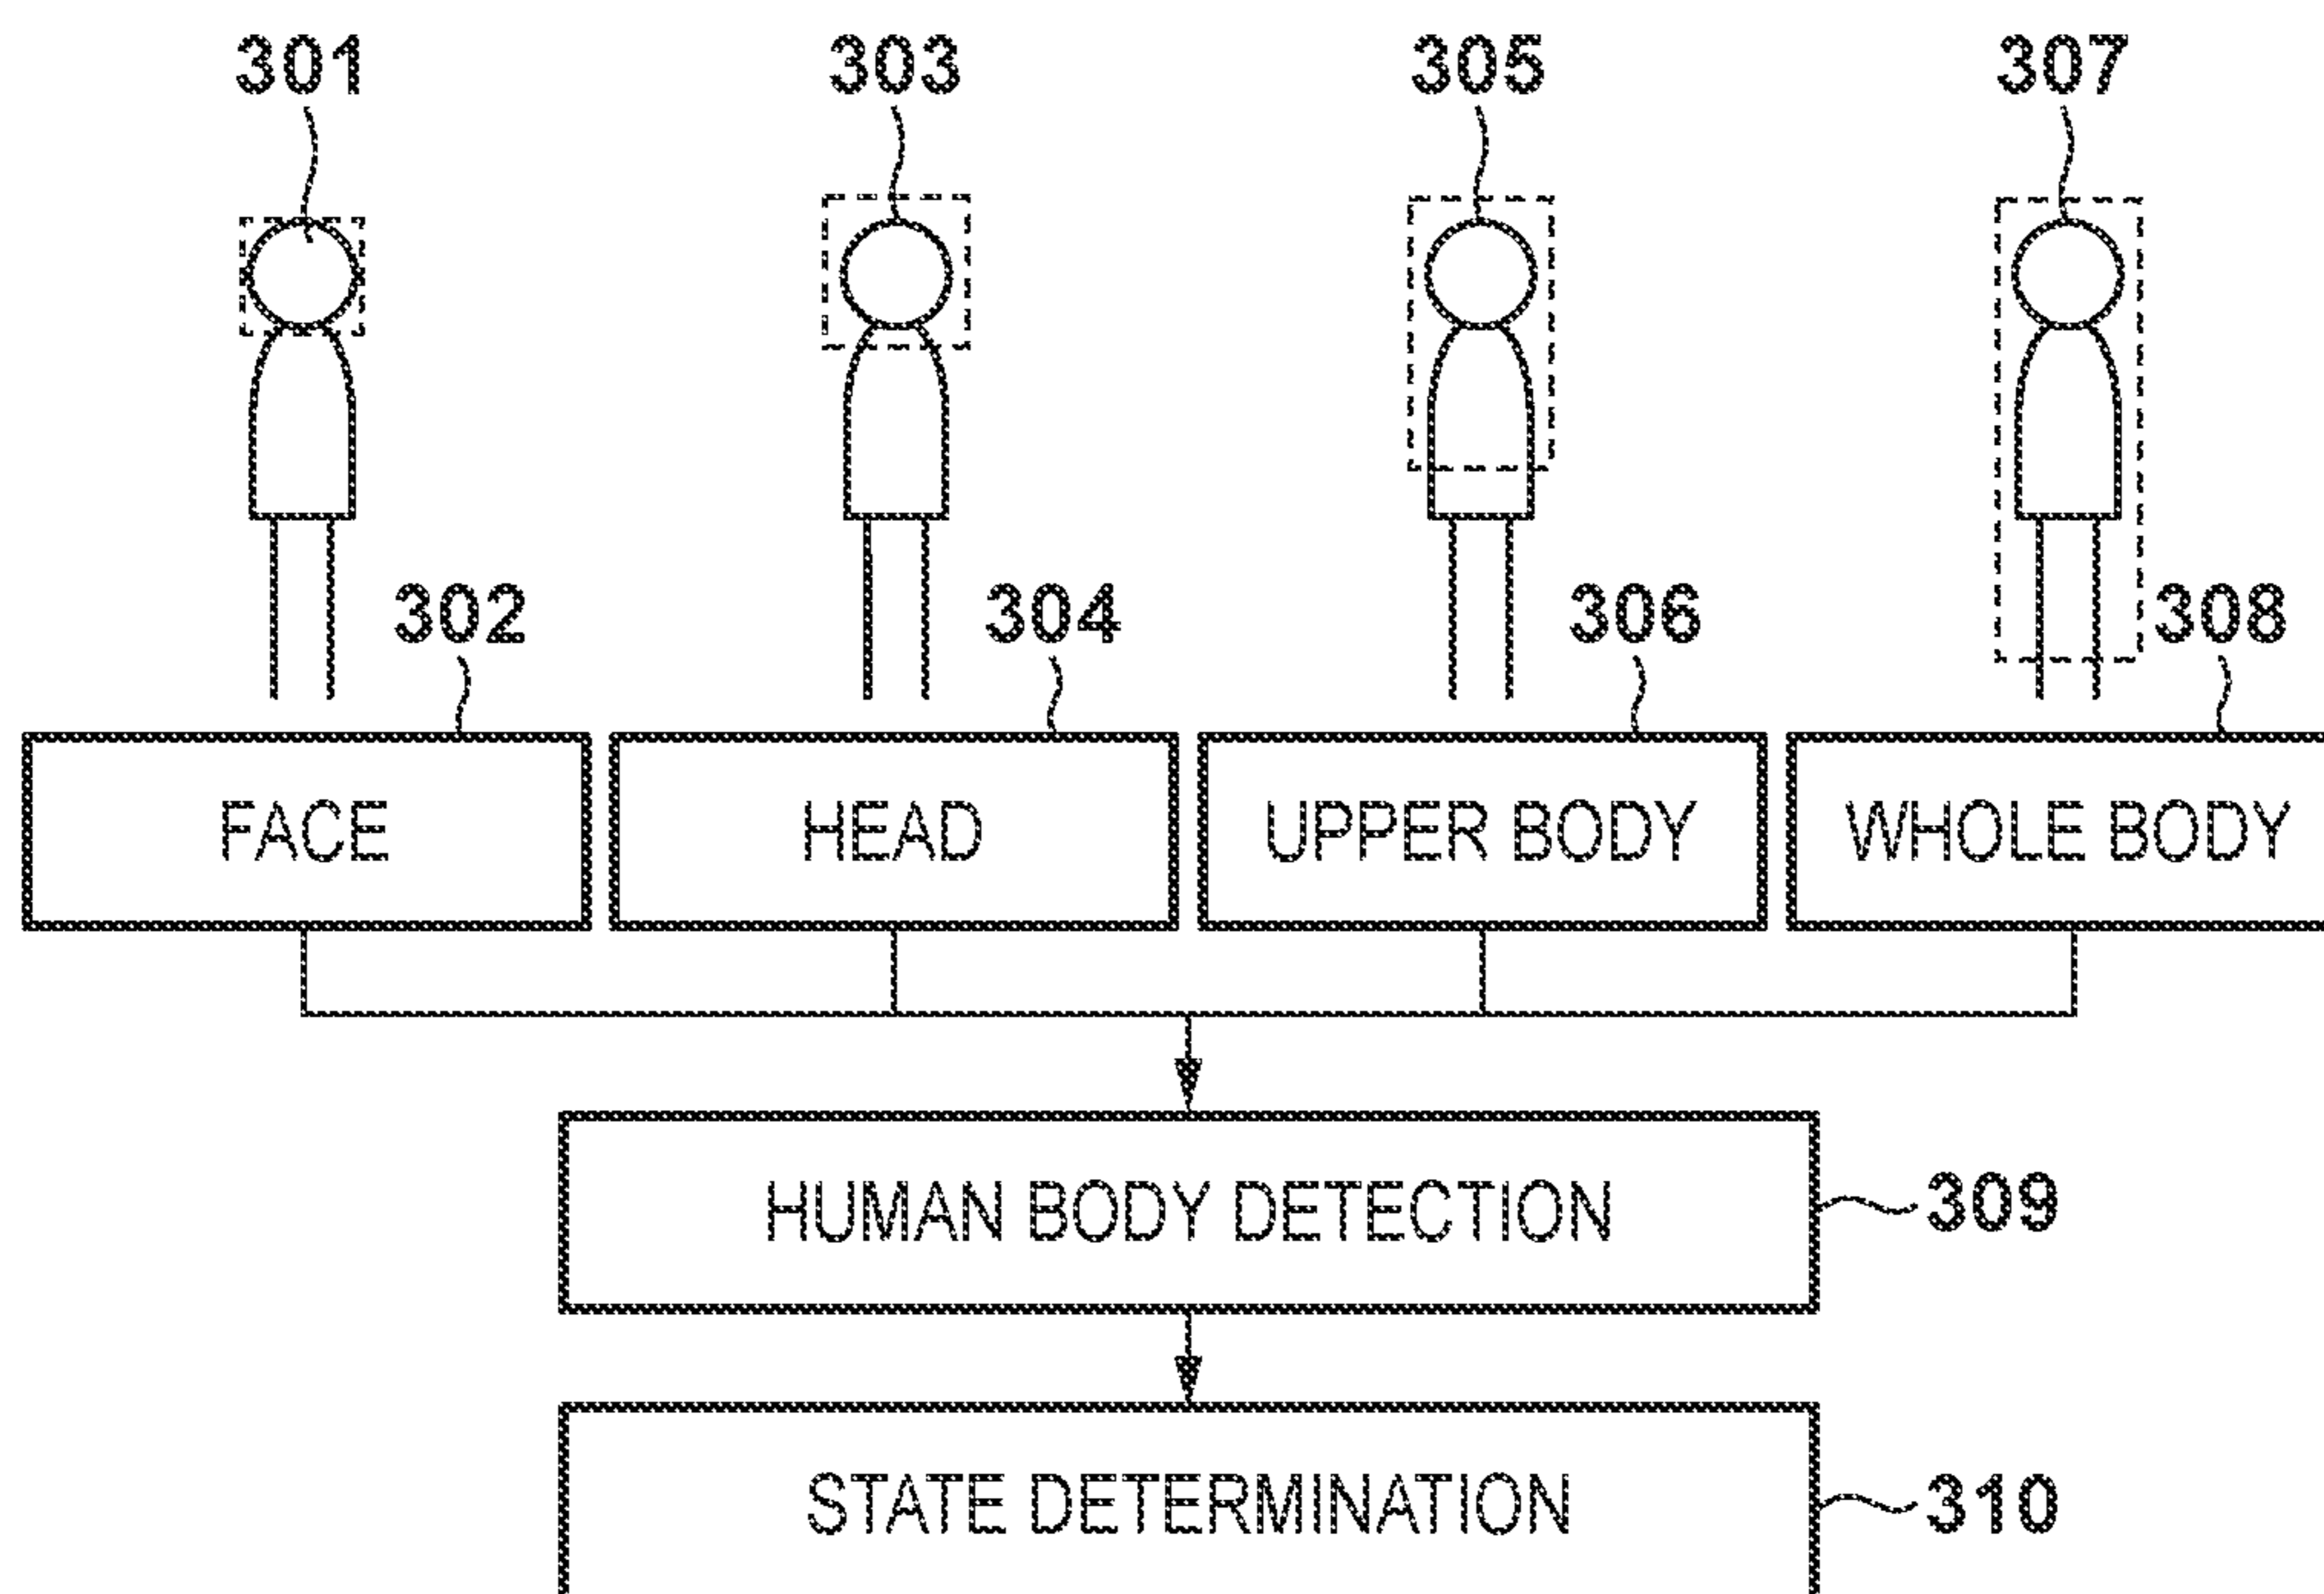 301 303 305 307
302 304 306 308
FACE HEAD UPPER BODY WHOLE BODY
HUMAN BODY DETECTION 309
STATE DETERMINATION 310